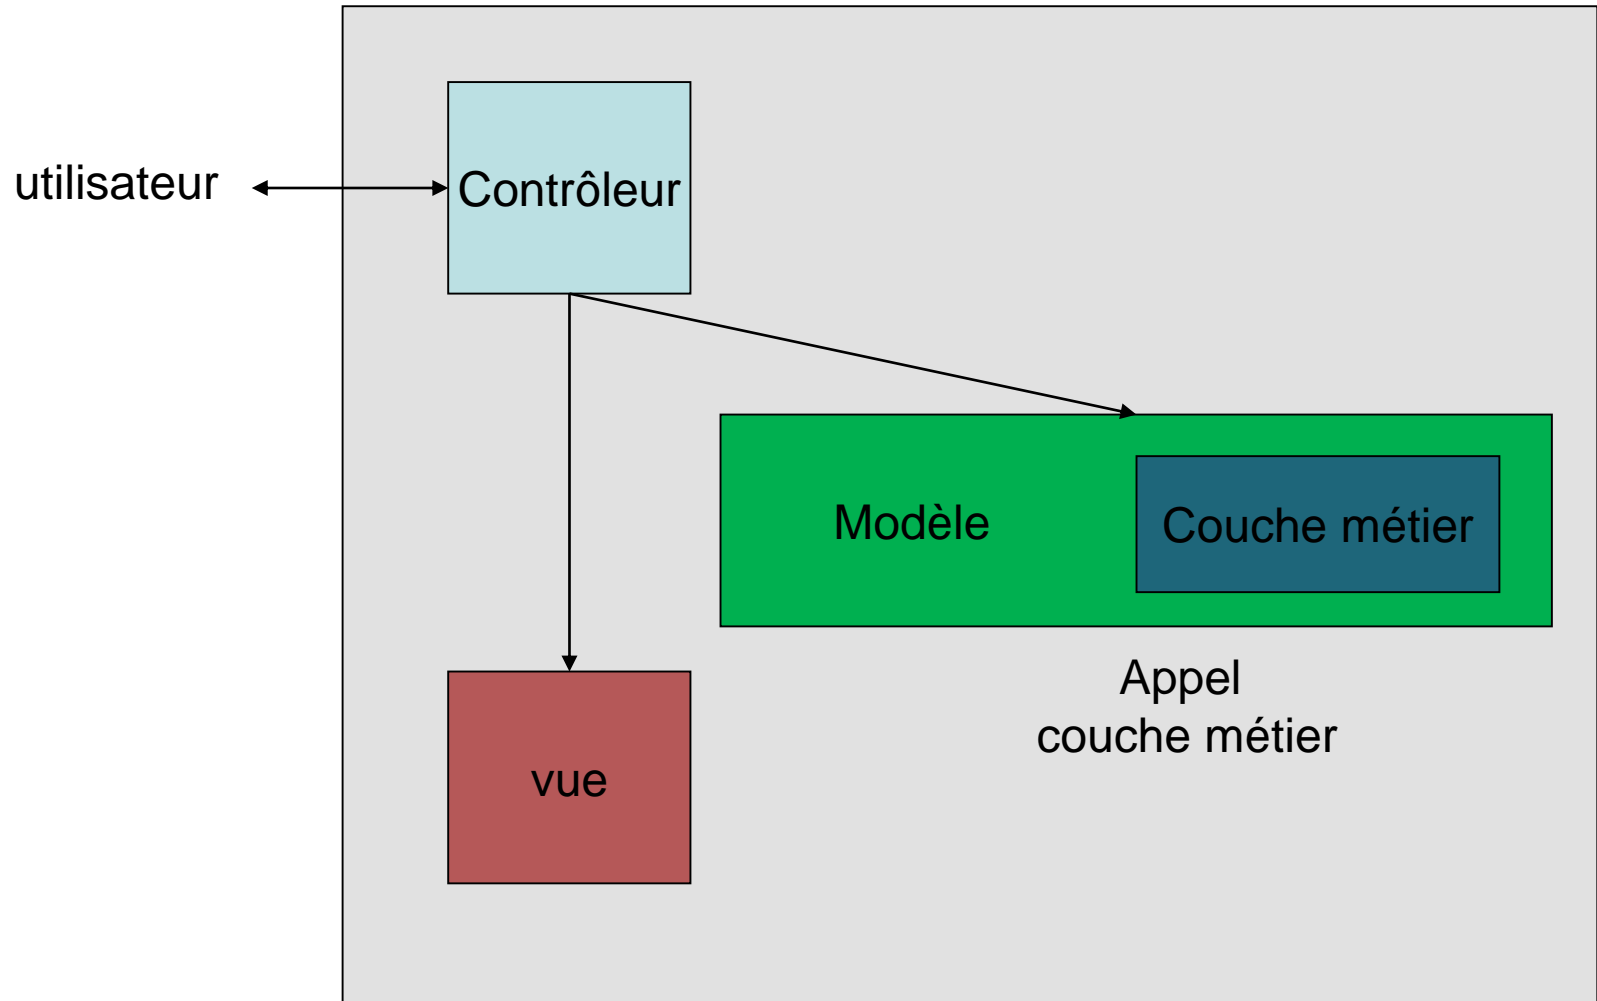 utilisateur
Contrôleur
Modèle
Couche métier
Appel
couche métier
vue